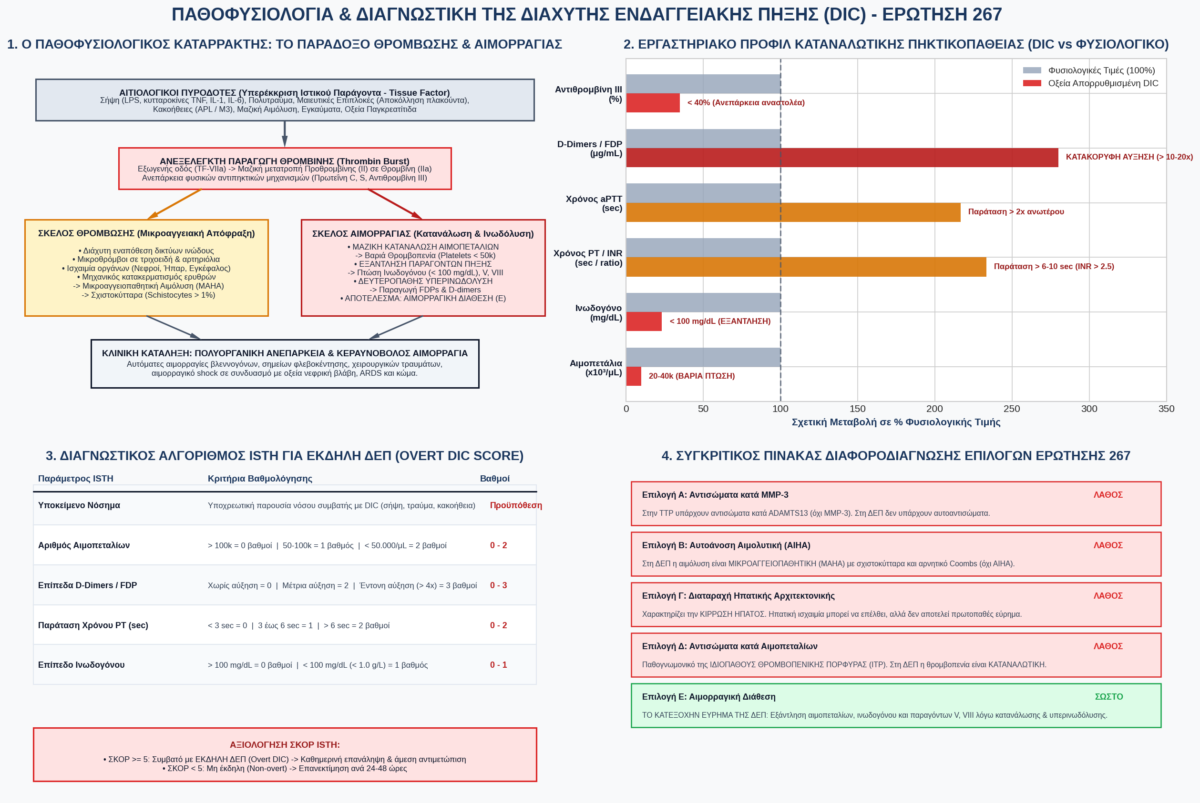 ΠΑΘΟΦΥΣΙΟΛΟΓΙΑ & ΔΙΑΓΝΩΣΤΙΚΗ ΤΗΣ ΔΙΑΧΥΤΗΣ ΕΝΔΑΓΓΕΙΑΚΗΣ ΠΗΞΗΣ (DIC) - ΕΡΩΤΗΣΗ 267
1. Ο ΠΑΘΟΦΥΣΙΟΛΟΓΙΚΟΣ ΚΑΤΑΡΡΑΚΤΗΣ: ΤΟ ΠΑΡΑΔΟΞΟ ΘΡΟΜΒΩΣΗΣ & ΑΙΜΟΡΡΑΓΙΑΣ
ΑΙΤΙΟΛΟΓΙΚΟΙ ΠΥΡΟΔΟΤΕΣ (Υπερέκκριση Ιστικού Παράγοντα - Tissue Factor)
Σήψη (LPS, κυτταροκίνες TNF, IL-1, IL-6), Πολυτραύμα, Μαιευτικές Επιπλοκές (Αποκόλληση πλακούντα),
Κακοήθειες (APL / M3), Μαζική Αιμόλυση, Εγκαύματα, Οξεία Παγκρεατίτιδα
ΑΝΕΞΕΛΕΓΚΤΗ ΠΑΡΑΓΩΓΗ ΘΡΟΜΒΙΝΗΣ (Thrombin Burst)
Εξωγενής οδός (TF-VIIa) -> Μαζική μετατροπή Προθρομβίνης (II) σε Θρομβίνη (IIa)
Ανεπάρκεια φυσικών αντιπηκτικών μηχανισμών (Πρωτεΐνη C, S, Αντιθρομβίνη III)
ΣΚΕΛΟΣ ΘΡΟΜΒΩΣΗΣ (Μικροαγγειακή Απόφραξη)
• Διάχυτη εναπόθεση δικτύων ινώδους
• Μικροθρόμβοι σε τριχοειδή & αρτηρίολα
• Ισχαιμία οργάνων (Νεφροί, Ήπαρ, Εγκέφαλος)
• Μηχανικός κατακερματισμός ερυθρών
-> Μικροαγγειοπαθητική Αιμόλυση (MAHA)
-> Σχιστοκύτταρα (Schistocytes > 1%)
ΣΚΕΛΟΣ ΑΙΜΟΡΡΑΓΙΑΣ (Κατανάλωση & Ινωδόλυση)
• ΜΑΖΙΚΗ ΚΑΤΑΝΑΛΩΣΗ ΑΙΜΟΠΕΤΑΛΙΩΝ
-> Βαριά Θρομβοπενία (Platelets < 50k)
• ΕΞΑΝΤΛΗΣΗ ΠΑΡΑΓΟΝΤΩΝ ΠΗΞΗΣ
-> Πτώση Ινωδογόνου (< 100 mg/dL), V, VIII
• ΔΕΥΤΕΡΟΠΑΘΗΣ ΥΠΕΡΙΝΩΔΟΛΥΣΗ
-> Παραγωγή FDPs & D-dimers
• ΑΠΟΤΕΛΕΣΜΑ: ΑΙΜΟΡΡΑΓΙΚΗ ΔΙΑΘΕΣΗ (Ε)
ΚΛΙΝΙΚΗ ΚΑΤΑΛΗΞΗ: ΠΟΛΥΟΡΓΑΝΙΚΗ ΑΝΕΠΑΡΚΕΙΑ & ΚΕΡΑΥΝΟΒΟΛΟΣ ΑΙΜΟΡΡΑΓΙΑ
Αυτόματες αιμορραγίες βλεννογόνων, σημείων φλεβοκέντησης, χειρουργικών τραυμάτων,
αιμορραγικό shock σε συνδυασμό με οξεία νεφρική βλάβη, ARDS και κώμα.
2. ΕΡΓΑΣΤΗΡΙΑΚΟ ΠΡΟΦΙΛ ΚΑΤΑΝΑΛΩΤΙΚΗΣ ΠΗΚΤΙΚΟΠΑΘΕΙΑΣ (DIC vs ΦΥΣΙΟΛΟΓΙΚΟ)
Φυσιολογικές Τιμές (100%)
Οξεία Απορρυθμισμένη DIC
Αντιθρομβίνη III
(%)
< 40% (Ανεπάρκεια αναστολέα)
D-Dimers / FDP
(µg/mL)
ΚΑΤΑΚΟΡΥΦΗ ΑΥΞΗΣΗ (> 10-20x)
Χρόνος aPTT
(sec)
Παράταση > 2x ανωτέρου
Χρόνος PT / INR
(sec / ratio)
Παράταση > 6-10 sec (INR > 2.5)
Ινωδογόνο
(mg/dL)
< 100 mg/dL (ΕΞΑΝΤΛΗΣΗ)
Αιμοπετάλια
(x10³/µL)
20-40k (ΒΑΡΙΑ ΠΤΩΣΗ)
0 50 100 150 200 250 300 350
Σχετική Μεταβολή σε % Φυσιολογικής Τιμής
3. ΔΙΑΓΝΩΣΤΙΚΟΣ ΑΛΓΟΡΙΘΜΟΣ ISTH ΓΙΑ ΕΚΔΗΛΗ ΔΕΠ (OVERT DIC SCORE)
Παράμετρος ISTH Κριτήρια Βαθμολόγησης Βαθμοί
Υποκείμενο Νόσημα Υποχρεωτική παρουσία νόσου συμβατής με DIC (σήψη, τραύμα, κακοήθεια) Προϋπόθεση
Αριθμός Αιμοπεταλίων > 100k = 0 βαθμοί | 50-100k = 1 βαθμός | < 50.000/µL = 2 βαθμοί 0 - 2
Επίπεδα D-Dimers / FDP Χωρίς αύξηση = 0 | Μέτρια αύξηση = 2 | Έντονη αύξηση (> 4x) = 3 βαθμοί 0 - 3
Παράταση Χρόνου PT (sec) < 3 sec = 0 | 3 έως 6 sec = 1 | > 6 sec = 2 βαθμοί 0 - 2
Επίπεδο Ινωδογόνου > 100 mg/dL = 0 βαθμοί | < 100 mg/dL (< 1.0 g/L) = 1 βαθμός 0 - 1
ΑΞΙΟΛΟΓΗΣΗ ΣΚΟΡ ISTH:
• ΣΚΟΡ >= 5: Συμβατό με ΕΚΔΗΛΗ ΔΕΠ (Overt DIC) -> Καθημερινή επανάληψη & άμεση αντιμετώπιση
• ΣΚΟΡ < 5: Μη έκδηλη (Non-overt) -> Επανεκτίμηση ανά 24-48 ώρες
4. ΣΥΓΚΡΙΤΙΚΟΣ ΠΙΝΑΚΑΣ ΔΙΑΦΟΡΟΔΙΑΓΝΩΣΗΣ ΕΠΙΛΟΓΩΝ ΕΡΩΤΗΣΗΣ 267
Επιλογή Α: Αντισώματα κατά MMP-3 ΛΑΘΟΣ
Στην TTP υπάρχουν αντισώματα κατά ADAMTS13 (όχι MMP-3). Στη ΔΕΠ δεν υπάρχουν αυτοαντισώματα.
Επιλογή Β: Αυτοάνοση Αιμολυτική (AIHA) ΛΑΘΟΣ
Στη ΔΕΠ η αιμόλυση είναι ΜΙΚΡΟΑΓΓΕΙΟΠΑΘΗΤΙΚΗ (MAHA) με σχιστοκύτταρα και αρνητικό Coombs (όχι AIHA).
Επιλογή Γ: Διαταραχή Ηπατικής Αρχιτεκτονικής ΛΑΘΟΣ
Χαρακτηρίζει την ΚΙΡΡΩΣΗ ΗΠΑΤΟΣ. Ηπατική ισχαιμία μπορεί να επέλθει, αλλά δεν αποτελεί πρωτοπαθές εύρημα.
Επιλογή Δ: Αντισώματα κατά Αιμοπεταλίων ΛΑΘΟΣ
Παθογνωμονικό της ΙΔΙΟΠΑΘΟΥΣ ΘΡΟΜΒΟΠΕΝΙΚΗΣ ΠΟΡΦΥΡΑΣ (ITP). Στη ΔΕΠ η θρομβοπενία είναι ΚΑΤΑΝΑΛΩΤΙΚΗ.
Επιλογή Ε: Αιμορραγική Διάθεση ΣΩΣΤΟ
ΤΟ ΚΑΤΕΞΟΧΗΝ ΕΥΡΗΜΑ ΤΗΣ ΔΕΠ: Εξάντληση αιμοπεταλίων, ινωδογόνου και παραγόντων V, VIII λόγω κατανάλωσης & υπερινωδόλυσης.